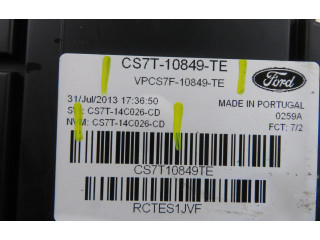 CS7T-10849-TE
VPCS7F-10849-TE
Ford
31/Jul/2013 17:36:50
MADE IN PORTUGAL
SW: CS7T-14C026-CD
0259A
NVM: CS7T-14C026-CD
FCT: 7/2
CS7T10849TE
RCTES1JVF